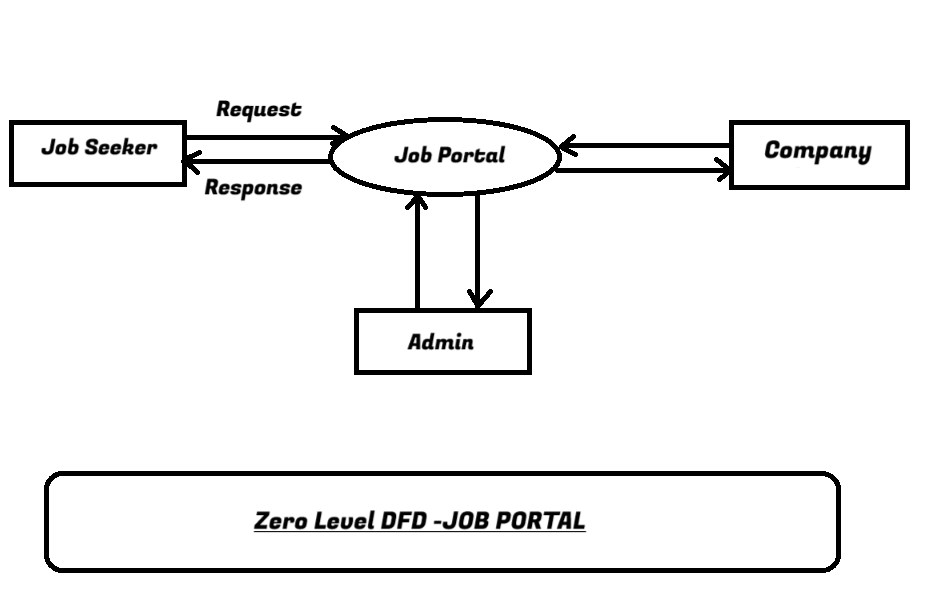 Request
Job Seeker
Job Portal
Company
Response
Admin
Zero Level DFD -JOB PORTAL